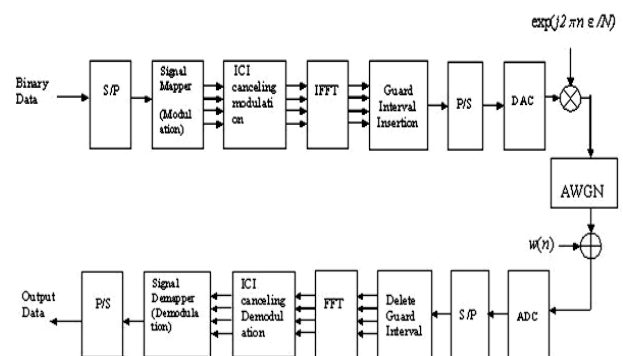 exp(j2πn ε/N)
Binary
Data
S/P
Signal
Mapper
(Modul
ation)
ICI
canceling
modulati
on
IFFT
Guard
Interval
Insertion
P/S
DAC
AWGN
w(n)
Output
Data
P/S
Signal
Demapper
(Demodula
tion)
ICI
canceling
Demodul
ation
FFT
Delete
Guard
Interval
S/P
ADC